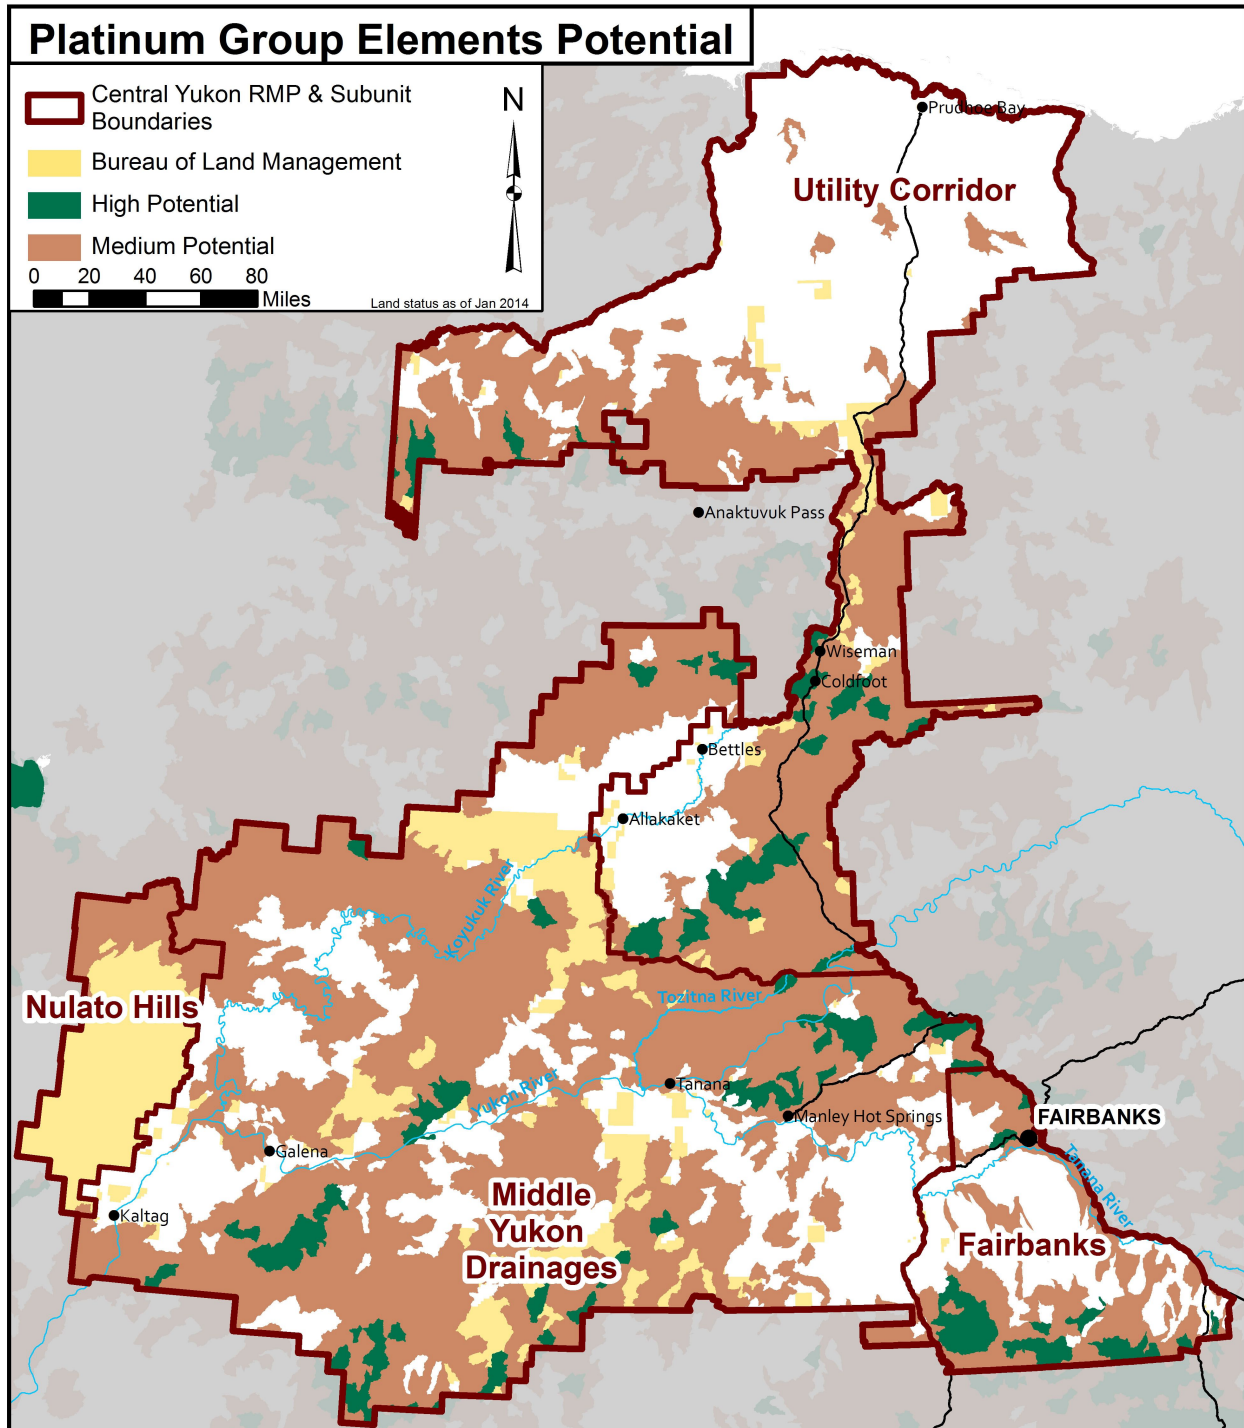 Platinum Group Elements Potential
Central Yukon RMP & Subunit
Boundaries
Bureau of Land Management
High Potential
Medium Potential
N
0 20 40 60 80
Miles
Land status as of Jan 2014
Prudhoe Bay
Utility Corridor
Anaktuvuk Pass
Wiseman
Coldfoot
Bettles
Allakaket
Koyukuk River
Nulato Hills
Tozitna River
Yukon River
Tanana
Manley Hot Springs
FAIRBANKS
Galena
Tanana River
Kaltag
Middle
Yukon
Drainages
Fairbanks